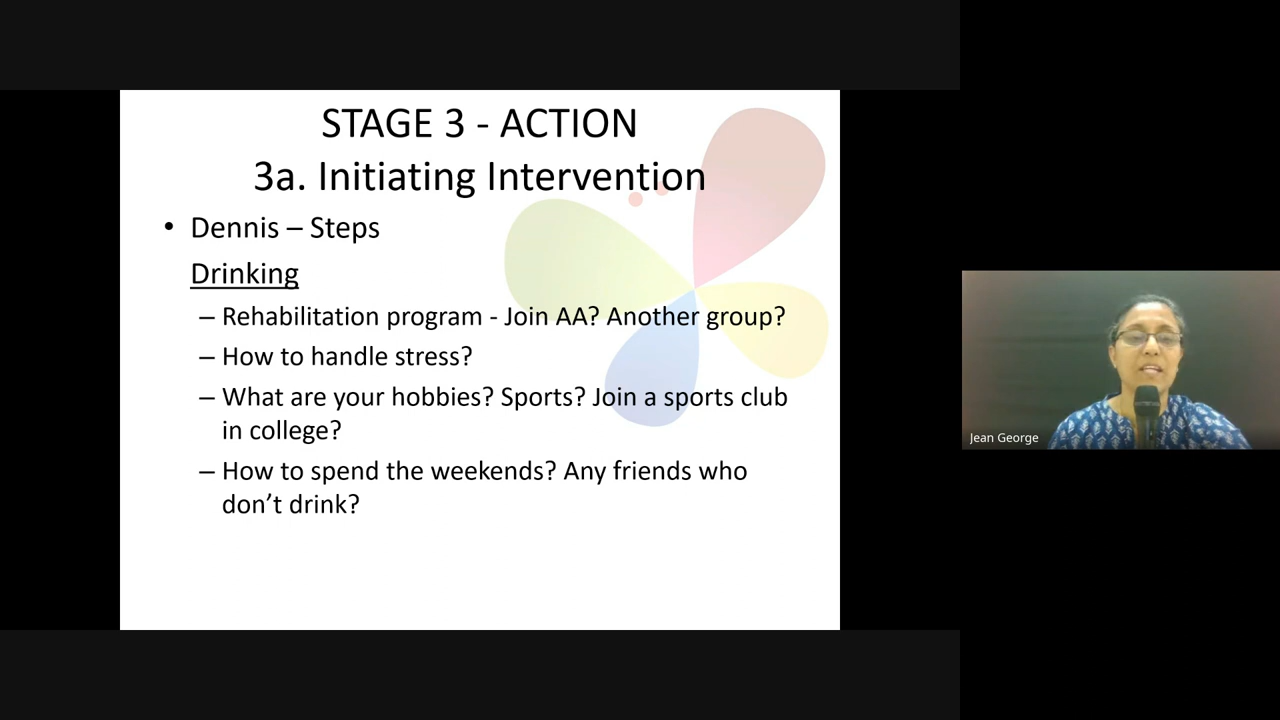 STAGE 3 - ACTION
3a. Initiating Intervention
• Dennis – Steps
Drinking
– Rehabilitation program - Join AA? Another group?
– How to handle stress?
– What are your hobbies? Sports? Join a sports club
in college?
– How to spend the weekends? Any friends who
don’t drink?
Jean George